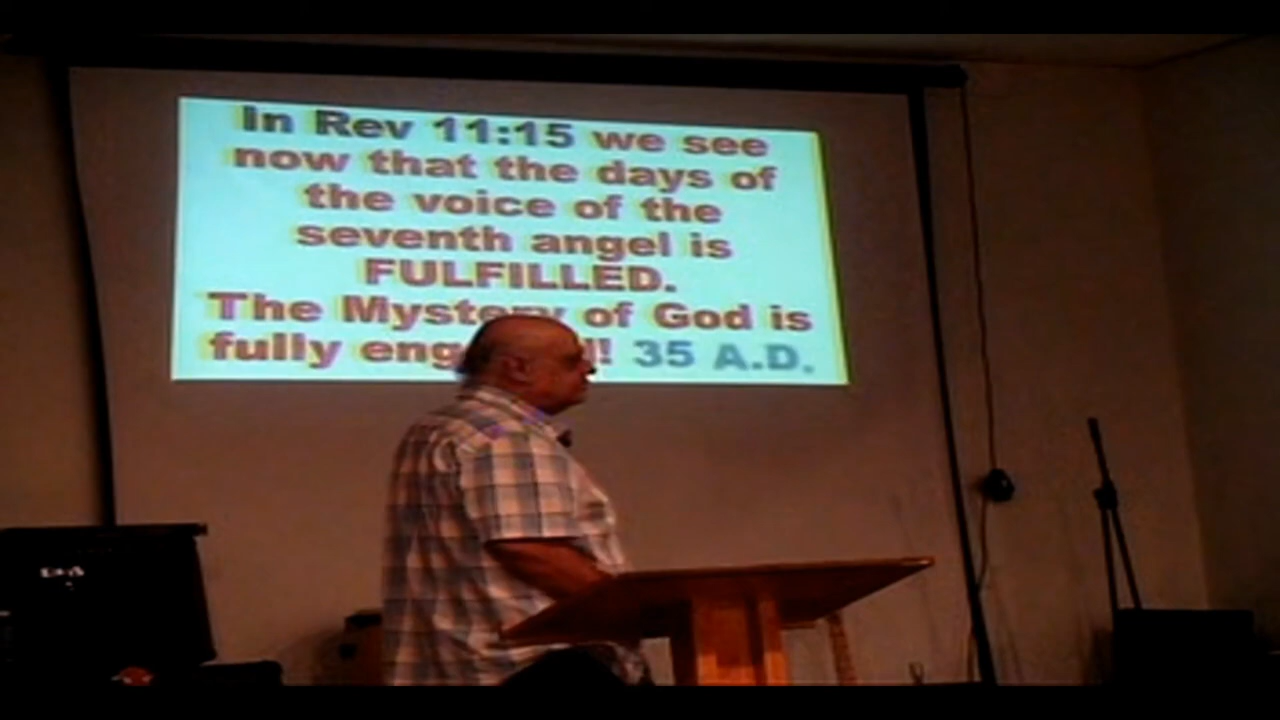 In Rev 11:15 we see
now that the days of
the voice of the
seventh angel is
FULFILLED.
The Mystery of God is
fully ! 35 A.D.